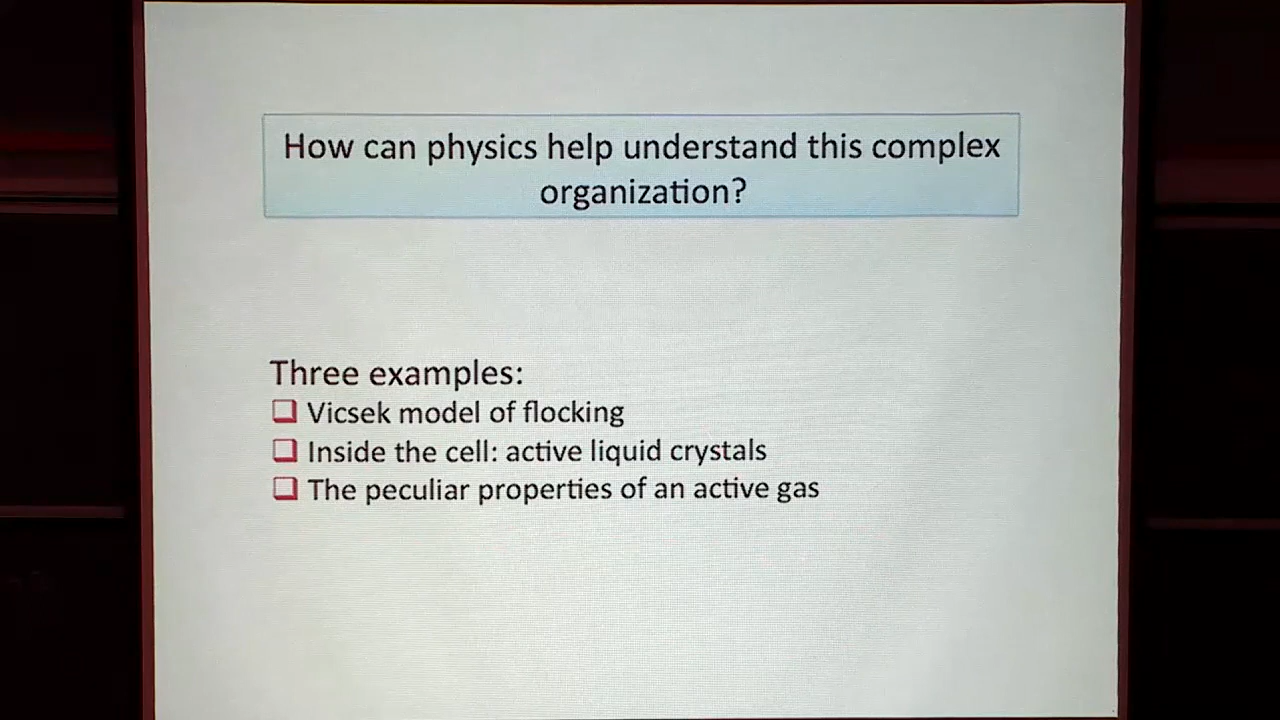 How can physics help understand this complex
organization?
Three examples:
Vicsek model of flocking
Inside the cell: active liquid crystals
The peculiar properties of an active gas